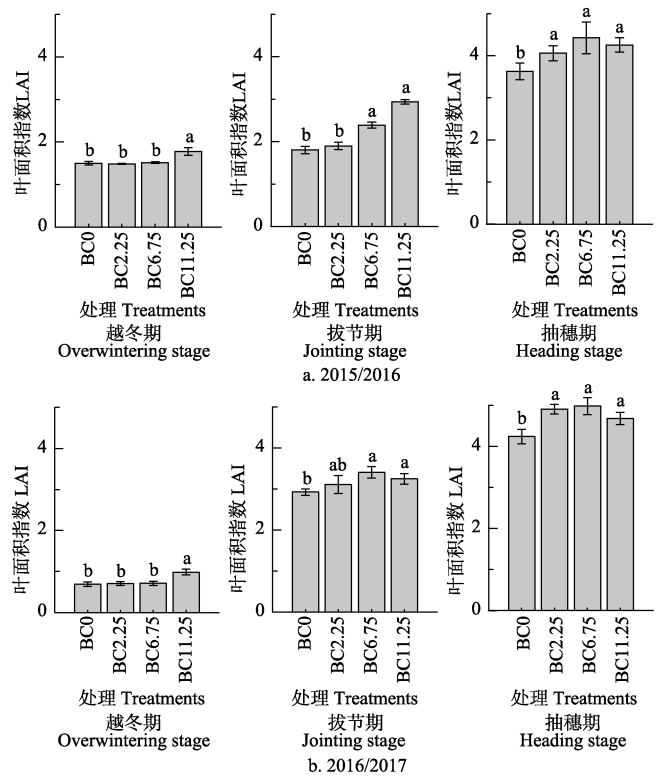 叶面积指数LAI
4
2
0
b b b a
BC0 BC2.25 BC6.75 BC11.25
处理 Treatments
越冬期
Overwintering stage
叶面积指数LAI
4
2
0
b b a a
BC0 BC2.25 BC6.75 BC11.25
处理 Treatments
拔节期
Jointing stage
叶面积指数LAI
4
2
0
b a a a
BC0 BC2.25 BC6.75 BC11.25
处理 Treatments
抽穗期
Heading stage
a. 2015/2016
叶面积指数 LAI
4
2
0
b b b a
BC0 BC2.25 BC6.75 BC11.25
处理 Treatments
越冬期
Overwintering stage
叶面积指数 LAI
4
2
0
b ab a a
BC0 BC2.25 BC6.75 BC11.25
处理 Treatments
拔节期
Jointing stage
叶面积指数 LAI
4
2
0
b a a a
BC0 BC2.25 BC6.75 BC11.25
处理 Treatments
抽穗期
Heading stage
b. 2016/2017